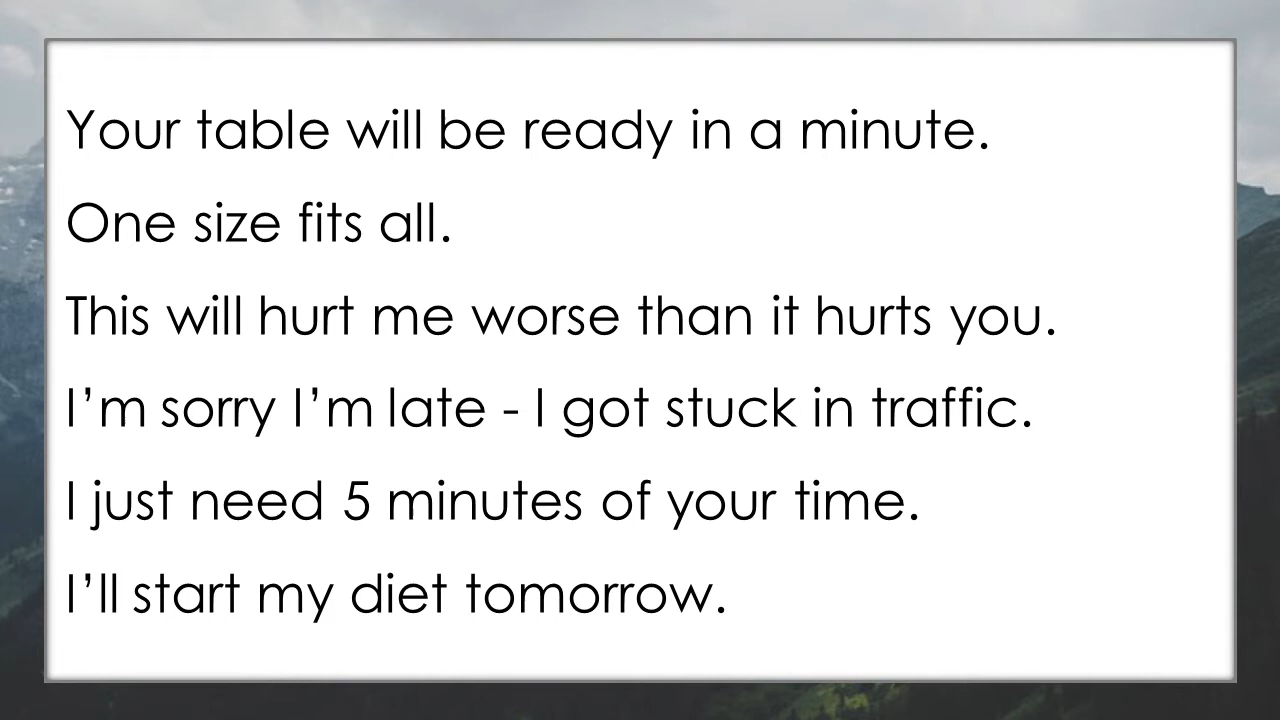 Your table will be ready in a minute.
One size fits all.
This will hurt me worse than it hurts you.
I’m sorry I’m late - I got stuck in traffic.
I just need 5 minutes of your time.
I’ll start my diet tomorrow.